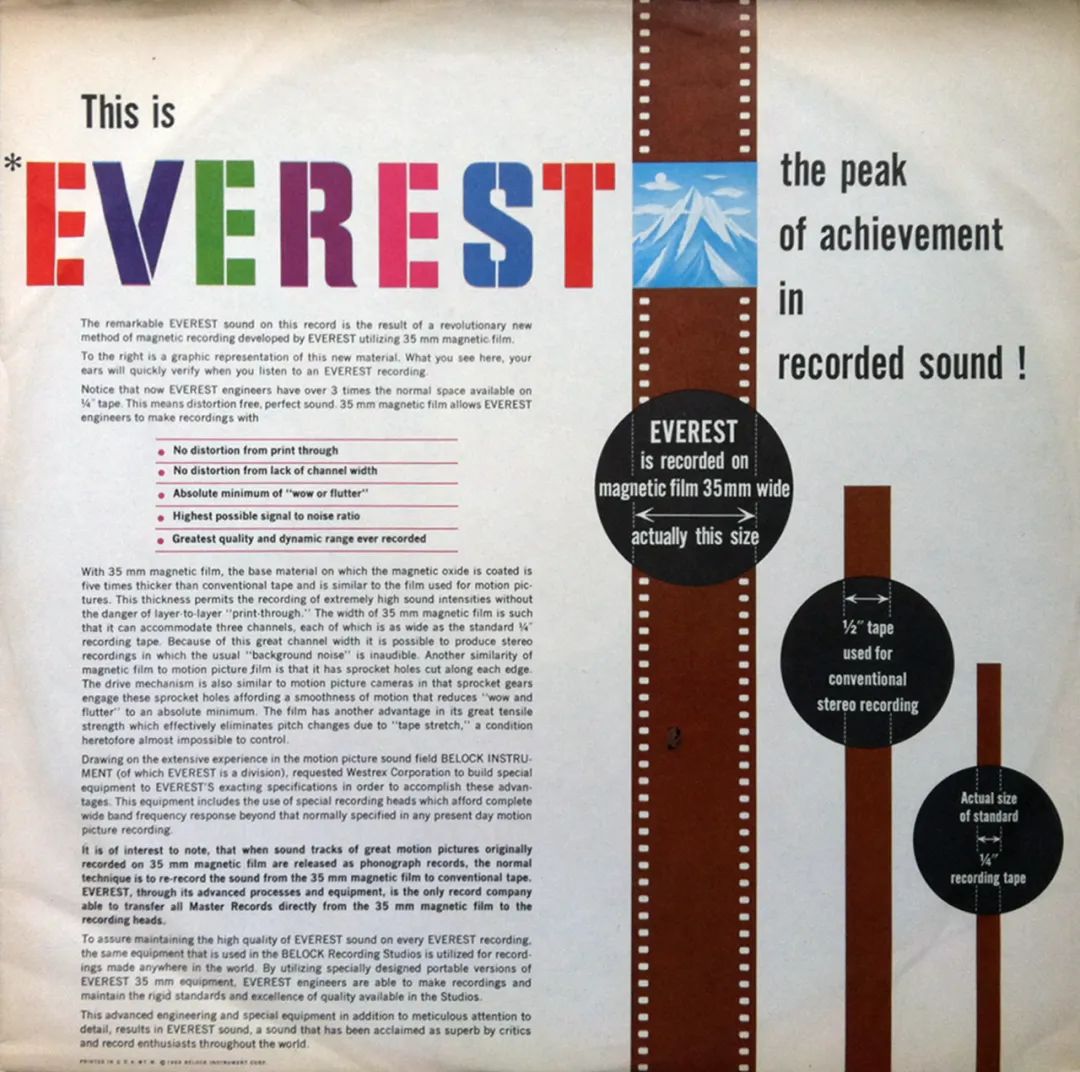 This is
*EVEREST
the peak
of achievement
in
recorded sound !
The remarkable EVEREST sound on this record is the result of a revolutionary new
method of magnetic recording developed by EVEREST utilizing 35 mm magnetic film.
To the right is a graphic representation of this new material. What you see here, your
ears will quickly verify when you listen to an EVEREST recording.
Notice that now EVEREST engineers have over 3 times the normal space available on
¼" tape. This means distortion free, perfect sound. 35 mm magnetic film allows EVEREST
engineers to make recordings with
• No distortion from print through
• No distortion from lack of channel width
• Absolute minimum of "wow or flutter"
• Highest possible signal to noise ratio
• Greatest quality and dynamic range ever recorded
With 35 mm magnetic film, the base material on which the magnetic oxide is coated is
five times thicker than conventional tape and is similar to the film used for motion pic-
tures. This thickness permits the recording of extremely high sound intensities without
the danger of layer-to-layer "print-through." The width of 35 mm magnetic film is such
that it can accommodate three channels, each of which is as wide as the standard ¼"
recording tape. Because of this great channel width it is possible to produce stereo
recordings in which the usual "background noise" is inaudible. Another similarity of
magnetic film to motion picture film is that it has sprocket holes cut along each edge.
The drive mechanism is also similar to motion picture cameras in that sprocket gears
engage these sprocket holes affording a smoothness of motion that reduces "wow and
flutter" to an absolute minimum. The film has another advantage in its great tensile
strength which effectively eliminates pitch changes due to "tape stretch," a condition
heretofore almost impossible to control.
Drawing on the extensive experience in the motion picture sound field BELOCK INSTRU-
MENT (of which EVEREST is a division), requested Westrex Corporation to build special
equipment to EVEREST'S exacting specifications in order to accomplish these advan-
tages. This equipment includes the use of special recording heads which afford complete
wide band frequency response beyond that normally specified in any present day motion
picture recording.
It is of interest to note, that when sound tracks of great motion pictures originally
recorded on 35 mm magnetic film are released as phonograph records, the normal
technique is to re-record the sound from the 35 mm magnetic film to conventional tape.
EVEREST, through its advanced processes and equipment, is the only record company
able to transfer all Master Records directly from the 35 mm magnetic film to the
recording heads.
To assure maintaining the high quality of EVEREST sound on every EVEREST recording,
the same equipment that is used in the BELOCK Recording Studios is utilized for record-
ings made anywhere in the world. By utilizing specially designed portable versions of
EVEREST 35 mm equipment, EVEREST engineers are able to make recordings and
maintain the rigid standards and excellence of quality available in the Studios.
This advanced engineering and special equipment in addition to meticulous attention to
detail, results in EVEREST sound, a sound that has been acclaimed as superb by critics
and record enthusiasts throughout the world.
PRINTED IN U.S.A. BELOCK INSTRUMENT CORP.
EVEREST
is recorded on
magnetic film 35mm wide
actually this size
½" tape
used for
conventional
stereo recording
Actual size
of standard
¼"
recording tape